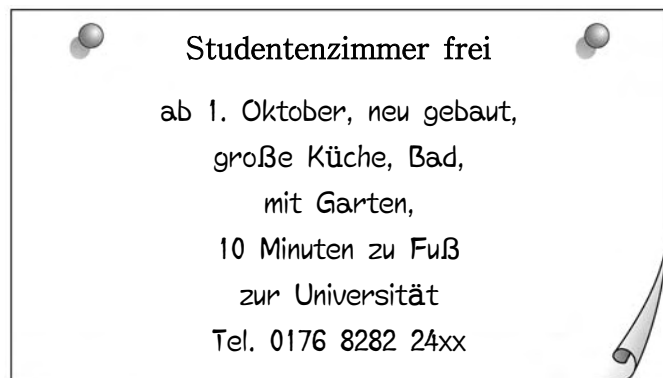 Studentenzimmer frei
ab 1. Oktober, neu gebaut,
große Küche, Bad,
mit Garten,
10 Minuten zu Fuß
zur Universität
Tel. 0176 8282 24xx